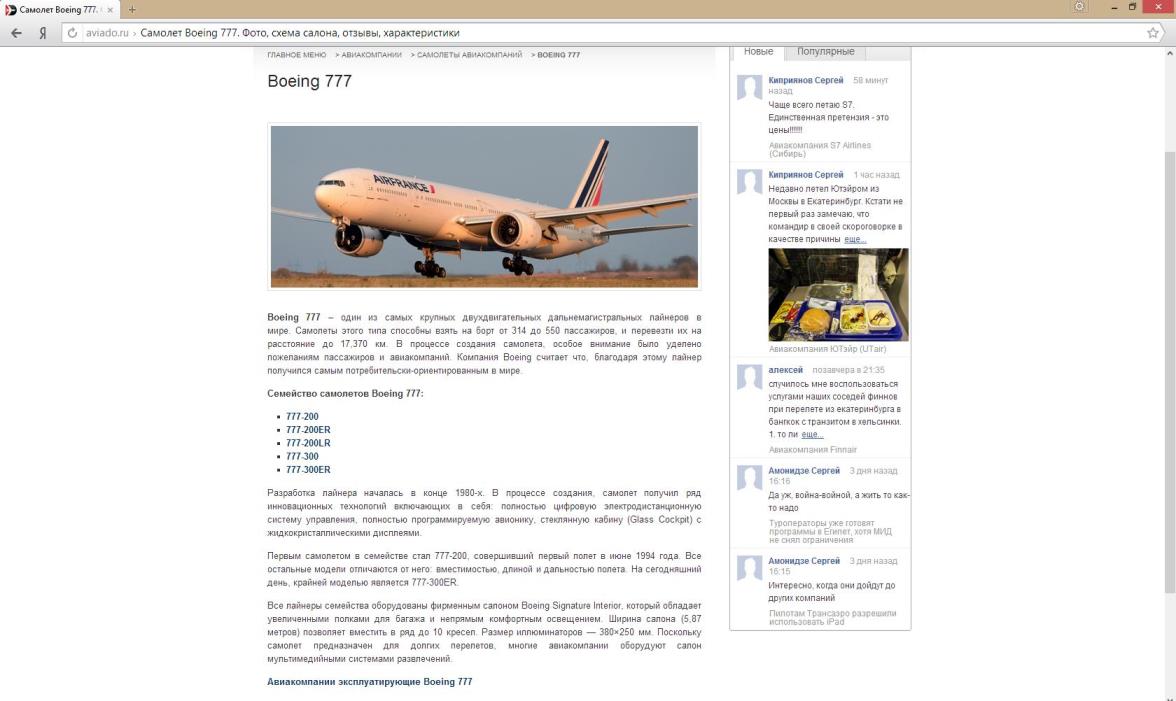 Самолет Boeing 777.
aviado.ru › Самолет Boeing 777. Фото, схема салона, отзывы, характеристики
ГЛАВНОЕ МЕНЮ > АВИАКОМПАНИИ > САМОЛЕТЫ АВИАКОМПАНИЙ > BOEING 777
Boeing 777
AIRFRANCE
Boeing 777 – один из самых крупных двухдвигательных дальнемагистральных лайнеров в
мире. Самолеты этого типа способны взять на борт от 314 до 550 пассажиров, и перевезти их на
расстояние до 17,370 км. В процессе создания самолета, особое внимание было уделено
пожеланиям пассажиров и авиакомпаний. Компания Boeing считает что, благодаря этому лайнер
получился самым потребительски-ориентированным в мире.
Семейство самолетов Boeing 777:
777-200
777-200ER
777-200LR
777-300
777-300ER
Разработка лайнера началась в конце 1980-х. В процессе создания, самолет получил ряд
инновационных технологий включающих в себя: полностью цифровую электродистанционную
систему управления, полностью программируемую авионику, стеклянную кабину (Glass Cockpit) с
жидкокристаллическими дисплеями.
Первым самолетом в семействе стал 777-200, совершивший первый полет в июне 1994 года. Все
остальные модели отличаются от него: вместимостью, длиной и дальностью полета. На сегодняшний
день, крайней моделью является 777-300ER.
Все лайнеры семейства оборудованы фирменным салоном Boeing Signature Interior, который обладает
увеличенными полками для багажа и непрямым комфортным освещением. Ширина салона (5,87
метров) позволяет вместить в ряд до 10 кресел. Размер иллюминаторов — 380×250 мм. Поскольку
самолет предназначен для долгих перелетов, многие авиакомпании оборудуют салон
мультимедийными системами развлечений.
Авиакомпании эксплуатирующие Boeing 777
Новые Популярные
Киприянов Сергей 58 минут
назад
Чаще всего летаю S7.
Единственная претензия - это
цены!!!!!!
Авиакомпания S7 Airlines
(Сибирь)
Киприянов Сергей 1 час назад
Недавно летел Ютэйром из
Москвы в Екатеринбург. Кстати не
первый раз замечаю, что
командир в своей скороговорке в
качестве причины еще...
Авиакомпания ЮТэйр (UTair)
алексей позавчера в 21:35
случилось мне воспользоваться
услугами наших соседей финнов
при перелете из екатеринбурга в
бангкок с транзитом в хельсинки.
1. то ли еще...
Авиакомпания Finnair
Амонидзе Сергей 3 дня назад
16:16
Да уж, война-войной, а жить то как-
то надо
Туроператоры уже готовят
программы в Египет, хотя МИД
не снял ограничения
Амонидзе Сергей 3 дня назад
16:15
Интересно, когда они дойдут до
других компаний
Пилотам Трансаэро разрешили
использовать iPad